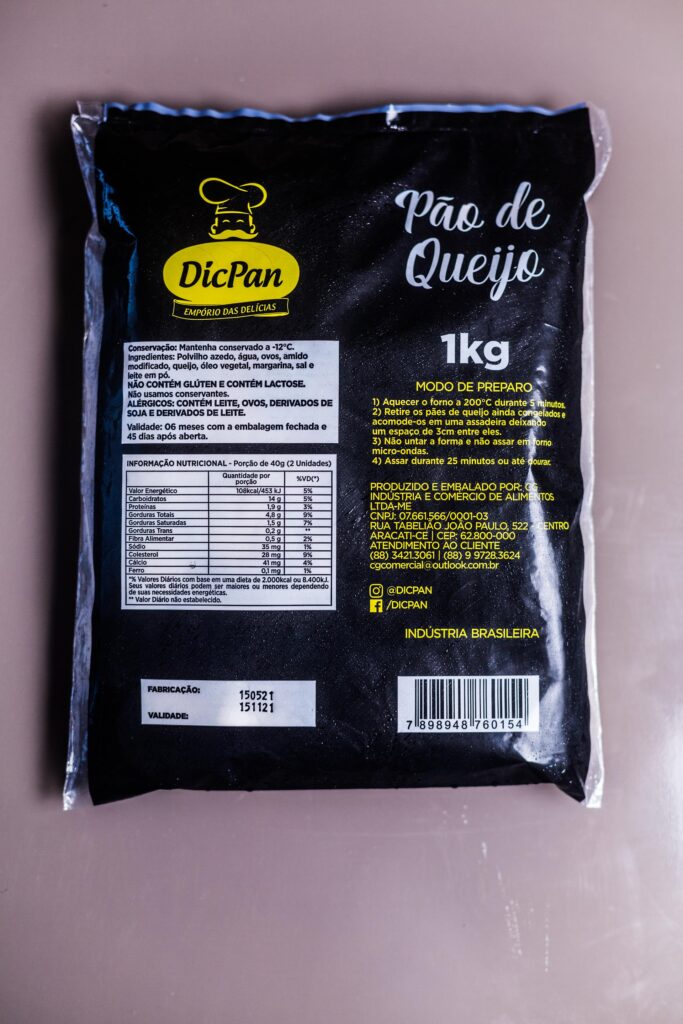 DicPan
EMPÓRIO DAS DELÍCIAS
Pão de
Queijo
1kg
Conservação: Mantenha conservado a -12°C.
Ingredientes: Polvilho azedo, água, ovos, amido
modificado, queijo, óleo vegetal, margarina, sal e
leite em pó.
NÃO CONTÉM GLÚTEN E CONTÉM LACTOSE.
Não usamos conservantes.
ALÉRGICOS: CONTÉM LEITE, OVOS, DERIVADOS DE
SOJA E DERIVADOS DE LEITE.
Validade: 06 meses com a embalagem fechada e
45 dias após aberta.
INFORMAÇÃO NUTRICIONAL - Porção de 40g (2 Unidades)
Quantidade por
porção
%VD(*)
Valor Energético 108kcal/453 kJ 5%
Carboidratos 14 g 5%
Proteínas 1,9 g 3%
Gorduras Totais 4,8 g 9%
Gorduras Saturadas 1,5 g 7%
Gorduras Trans 0,2 g **
Fibra Alimentar 0,5 g 2%
Sódio 35 mg 1%
Colesterol 28 mg 9%
Cálcio 41 mg 4%
Ferro 0,1 mg 1%
*% Valores Diários com base em uma dieta de 2.000kcal ou 8.400kJ.
Seus valores diários podem ser maiores ou menores dependendo
de suas necessidades energéticas.
** Valor Diário não estabelecido.
MODO DE PREPARO
1) Aquecer o forno a 200°C durante 5 minutos.
2) Retire os pães de queijo ainda congelados e
acomode-os em uma assadeira deixando
um espaço de 3cm entre eles.
3) Não untar a forma e não assar em forno
micro-ondas.
4) Assar durante 25 minutos ou até dourar.
PRODUZIDO E EMBALADO POR: CG
INDÚSTRIA E COMÉRCIO DE ALIMENTOS
LTDA-ME
CNPJ: 07.661.566/0001-03
RUA TABELIÃO JOÃO PAULO, 522 - CENTRO
ARACATI-CE | CEP: 62.800-000
ATENDIMENTO AO CLIENTE
(88) 3421.3061 | (88) 9 9728.3624
cgcomercial@outlook.com.br
@DICPAN
/DICPAN
INDÚSTRIA BRASILEIRA
FABRICAÇÃO: 150521
VALIDADE: 151121
7 898948 760154